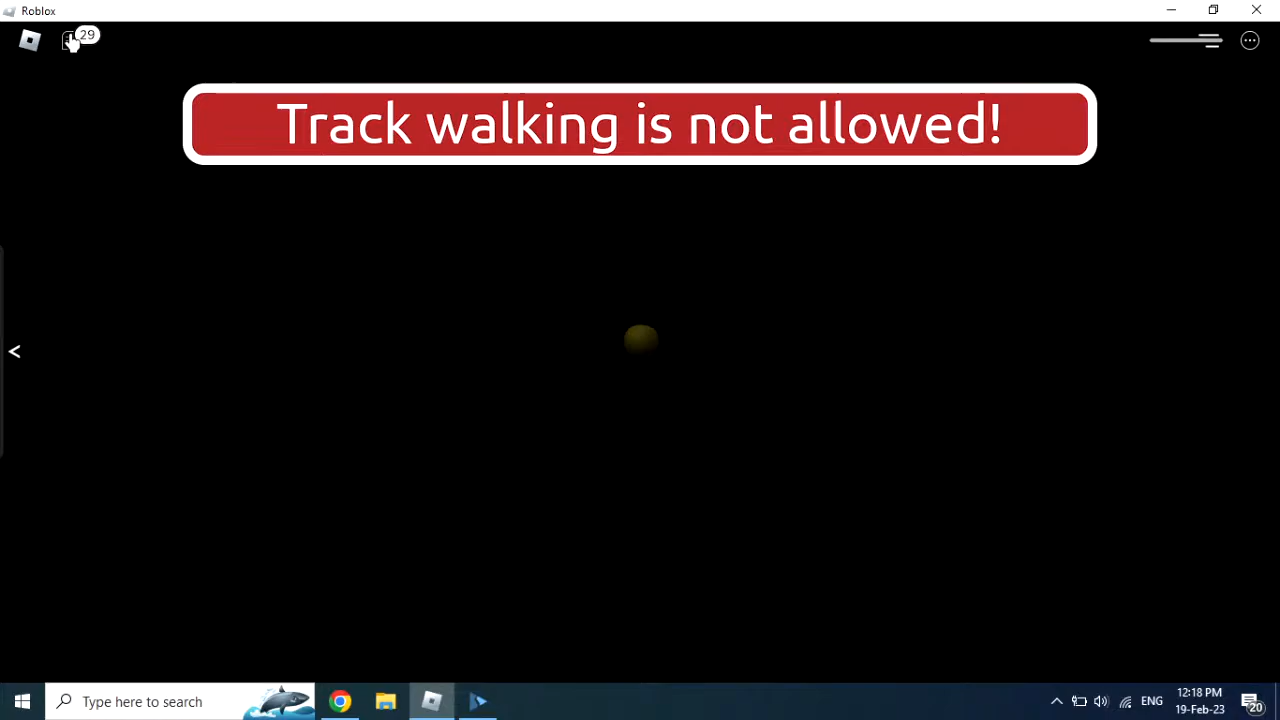 Roblox
29
Track walking is not allowed!
<
Type here to search
ENG
12:18 PM
19-Feb-23
20